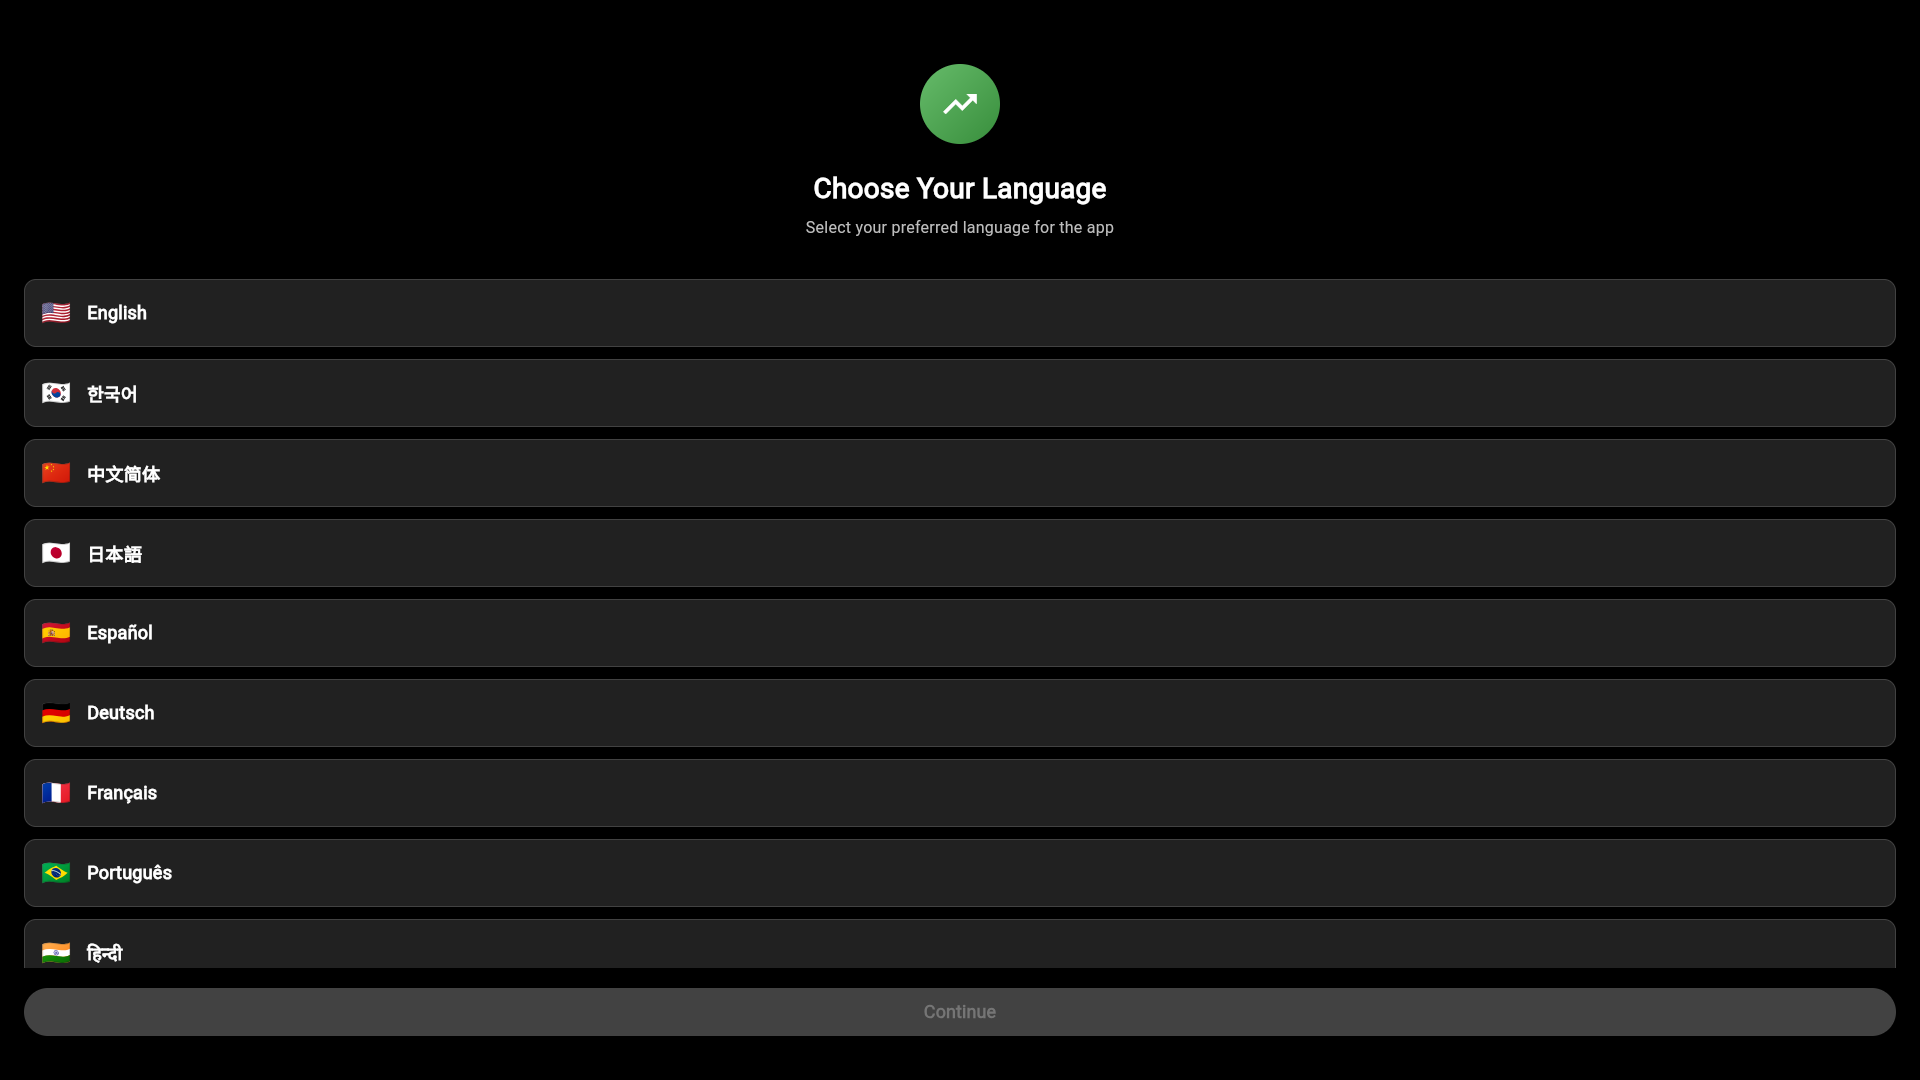 Choose Your Language
Select your preferred language for the app
English
한국어
中文简体
日本語
Español
Deutsch
Français
Português
हिन्दी
Continue